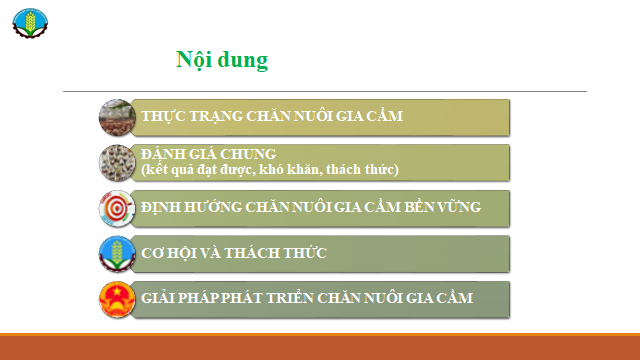 Nội dung
THỰC TRẠNG CHĂN NUÔI GIA CẦM
ĐÁNH GIÁ CHUNG
(kết quả đạt được, khó khăn, thách thức)
ĐỊNH HƯỚNG CHĂN NUÔI GIA CẦM BỀN VỮNG
CƠ HỘI VÀ THÁCH THỨC
GIẢI PHÁP PHÁT TRIỂN CHĂN NUÔI GIA CẦM